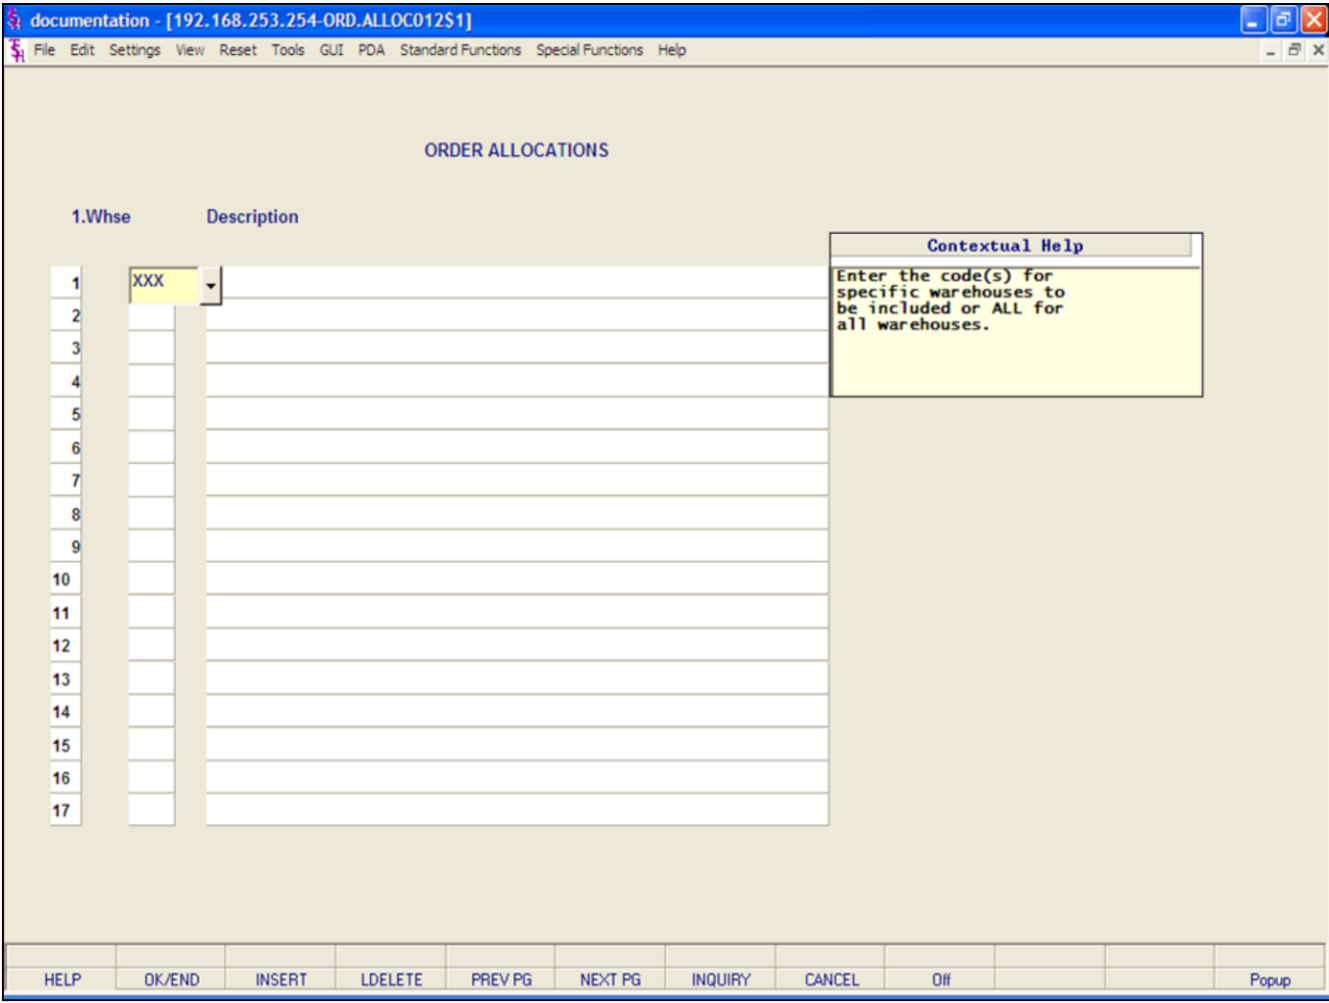 documentation - [192.168.253.254-ORD.ALLOC012$1]
File Edit Settings View Reset Tools GUI PDA Standard Functions Special Functions Help
ORDER ALLOCATIONS
1.Whse Description
Contextual Help
Enter the code(s) for
specific warehouses to
be included or ALL for
all warehouses.
1 XXX
2
3
4
5
6
7
8
9
10
11
12
13
14
15
16
17
HELP OK/END INSERT LDELETE PREV PG NEXT PG INQUIRY CANCEL Off Popup